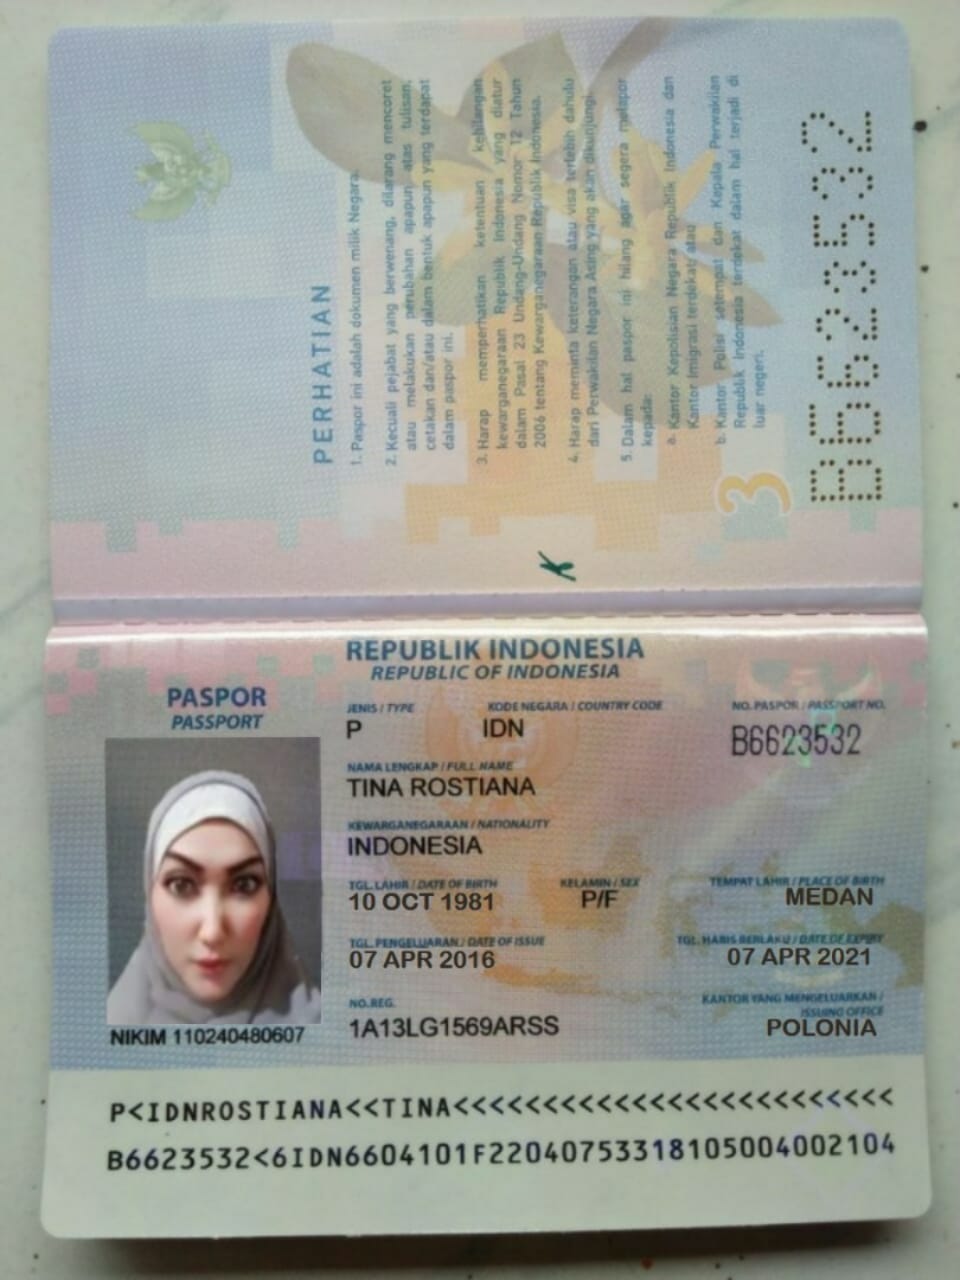 PERHATIAN
1. Paspor ini adalah dokumen milik Negara.
2. Kecuali pejabat yang berwenang, dilarang mencoret
atau melakukan perubahan apapun atas tulisan,
cetakan dan/atau dalam bentuk apapun yang terdapat
dalam paspor ini.
3. Harap memperhatikan ketentuan kehilangan
kewarganegaraan Republik Indonesia yang diatur
dalam Pasal 23 Undang-Undang Nomor 12 Tahun
2006 tentang Kewarganegaraan Republik Indonesia.
4. Harap meminta keterangan atau visa terlebih dahulu
dari Perwakilan Negara Asing yang akan dikunjungi.
5. Dalam hal paspor ini hilang agar segera melapor
kepada:
a. Kantor Kepolisian Negara Republik Indonesia dan
Kantor Imigrasi terdekat; atau
b. Kantor Polisi setempat dan Kepala Perwakilan
Republik Indonesia terdekat dalam hal terjadi di
luar negeri.
3
B6623532
K
REPUBLIK INDONESIA
REPUBLIC OF INDONESIA
PASPOR
PASSPORT
JENIS / TYPE KODE NEGARA / COUNTRY CODE NO. PASPOR / PASSPORT NO.
P IDN B6623532
NAMA LENGKAP / FULL NAME
TINA ROSTIANA
KEWARGANEGARAAN / NATIONALITY
INDONESIA
TGL. LAHIR / DATE OF BIRTH KELAMIN / SEX TEMPAT LAHIR / PLACE OF BIRTH
10 OCT 1981 P/F MEDAN
TGL. PENGELUARAN / DATE OF ISSUE TGL. HABIS BERLAKU / DATE OF EXPIRY
07 APR 2016 07 APR 2021
NO. REG. KANTOR YANG MENGELUARKAN /
ISSUING OFFICE
1A13LG1569ARSS POLONIA
NIKIM 110240480607
P<IDNROSTIANA<<TINA<<<<<<<<<<<<<<<<<<<<<<<<<
B6623532<6IDN6604101F2204075331810500400210​4